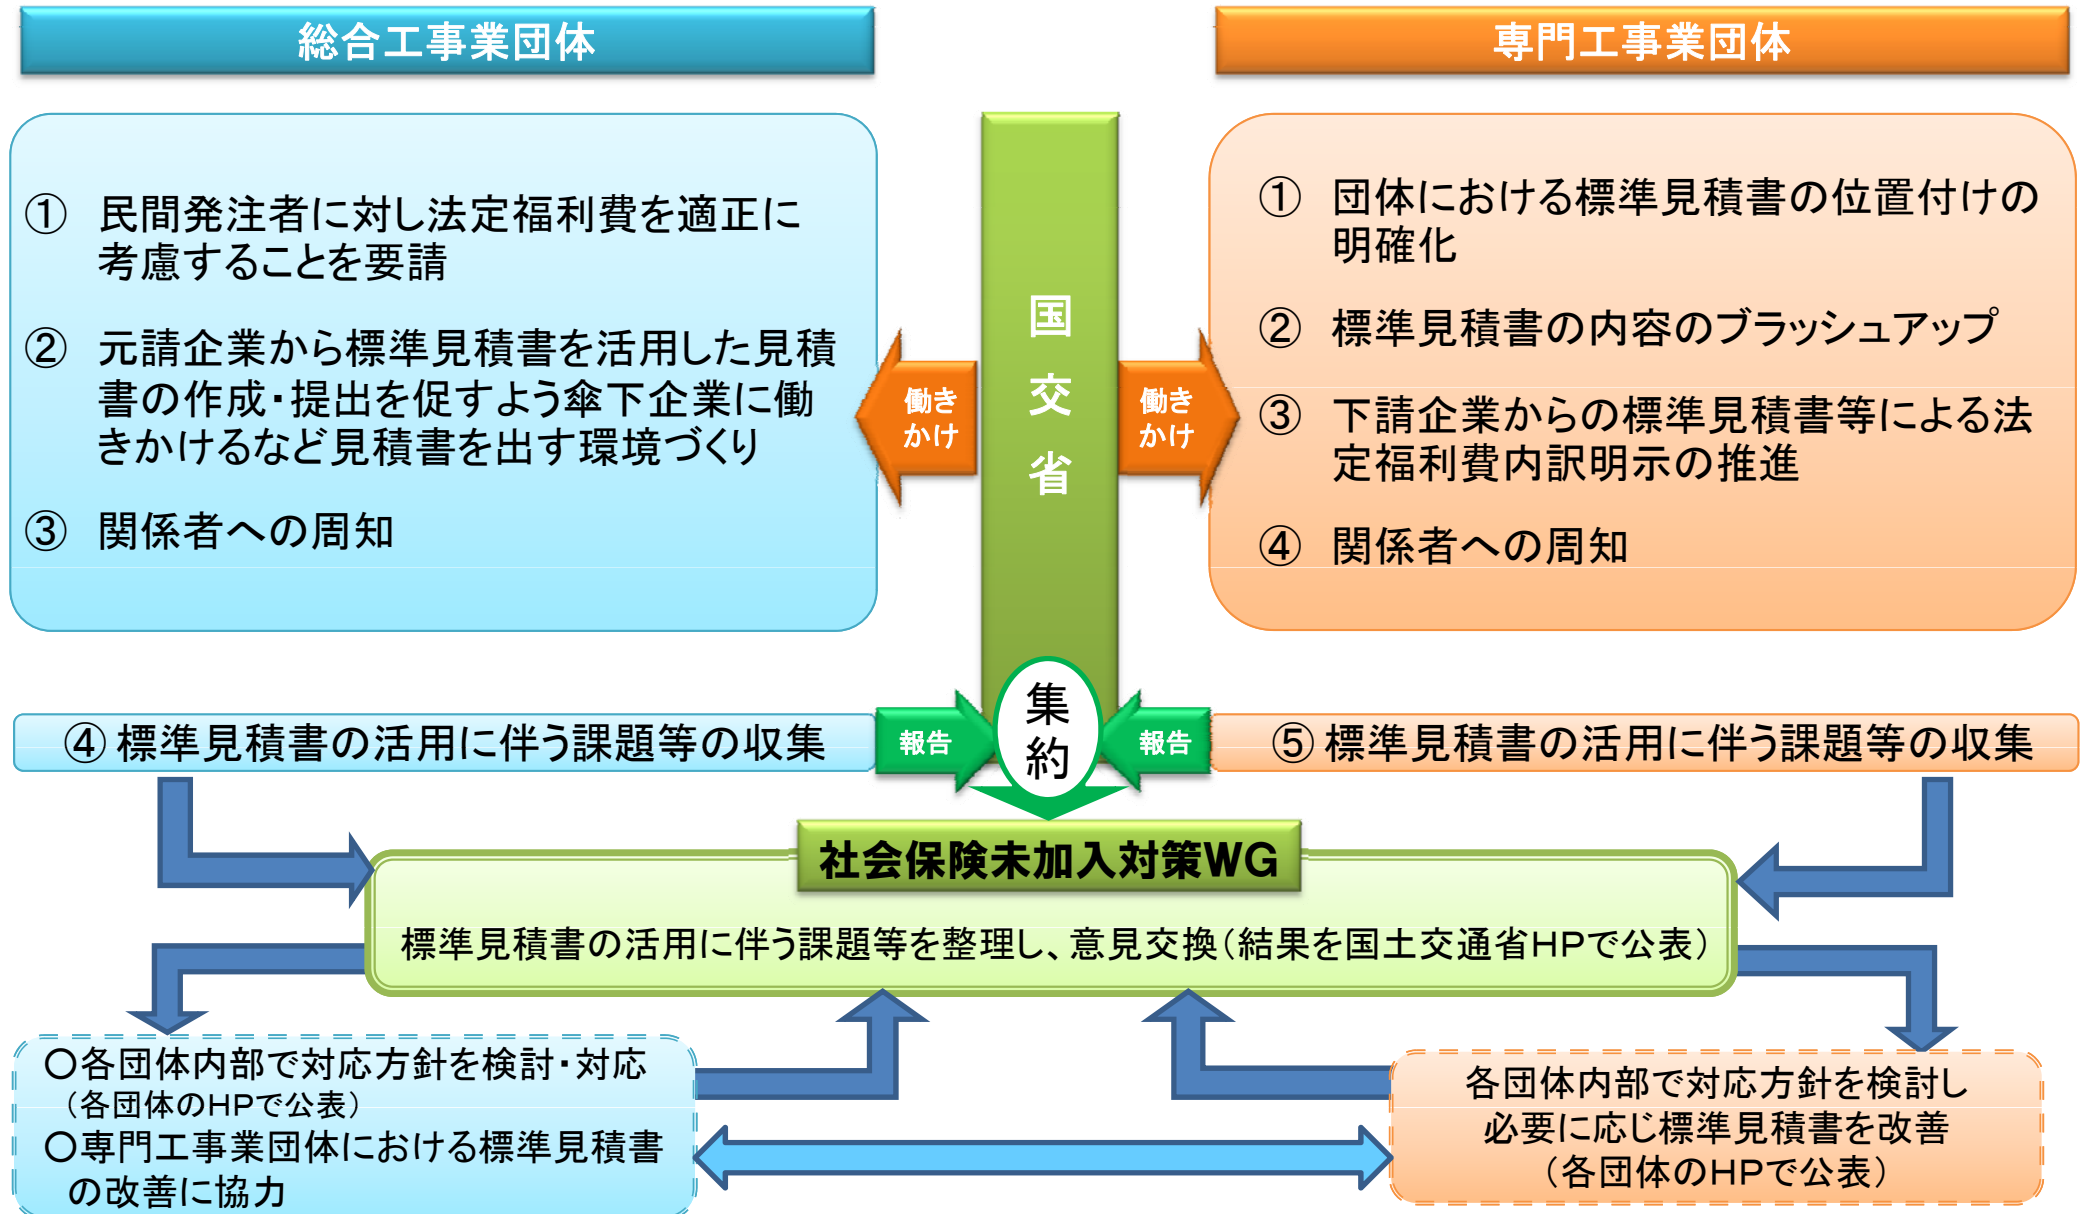 総合工事業団体
専門工事業団体
① 民間発注者に対し法定福利費を適正に
考慮することを要請
② 元請企業から標準見積書を活用した見積
書の作成・提出を促すよう傘下企業に働
きかけるなど見積書を出す環境づくり
③ 関係者への周知
国
交
省
働き
かけ
働き
かけ
① 団体における標準見積書の位置付けの
明確化
② 標準見積書の内容のブラッシュアップ
③ 下請企業からの標準見積書等による法
定福利費内訳明示の推進
④ 関係者への周知
④ 標準見積書の活用に伴う課題等の収集
報告
集
約
報告
⑤ 標準見積書の活用に伴う課題等の収集
社会保険未加入対策WG
標準見積書の活用に伴う課題等を整理し、意見交換（結果を国土交通省HPで公表）
○各団体内部で対応方針を検討・対応
（各団体のHPで公表）
○専門工事業団体における標準見積書
の改善に協力
各団体内部で対応方針を検討し
必要に応じ標準見積書を改善
（各団体のHPで公表）